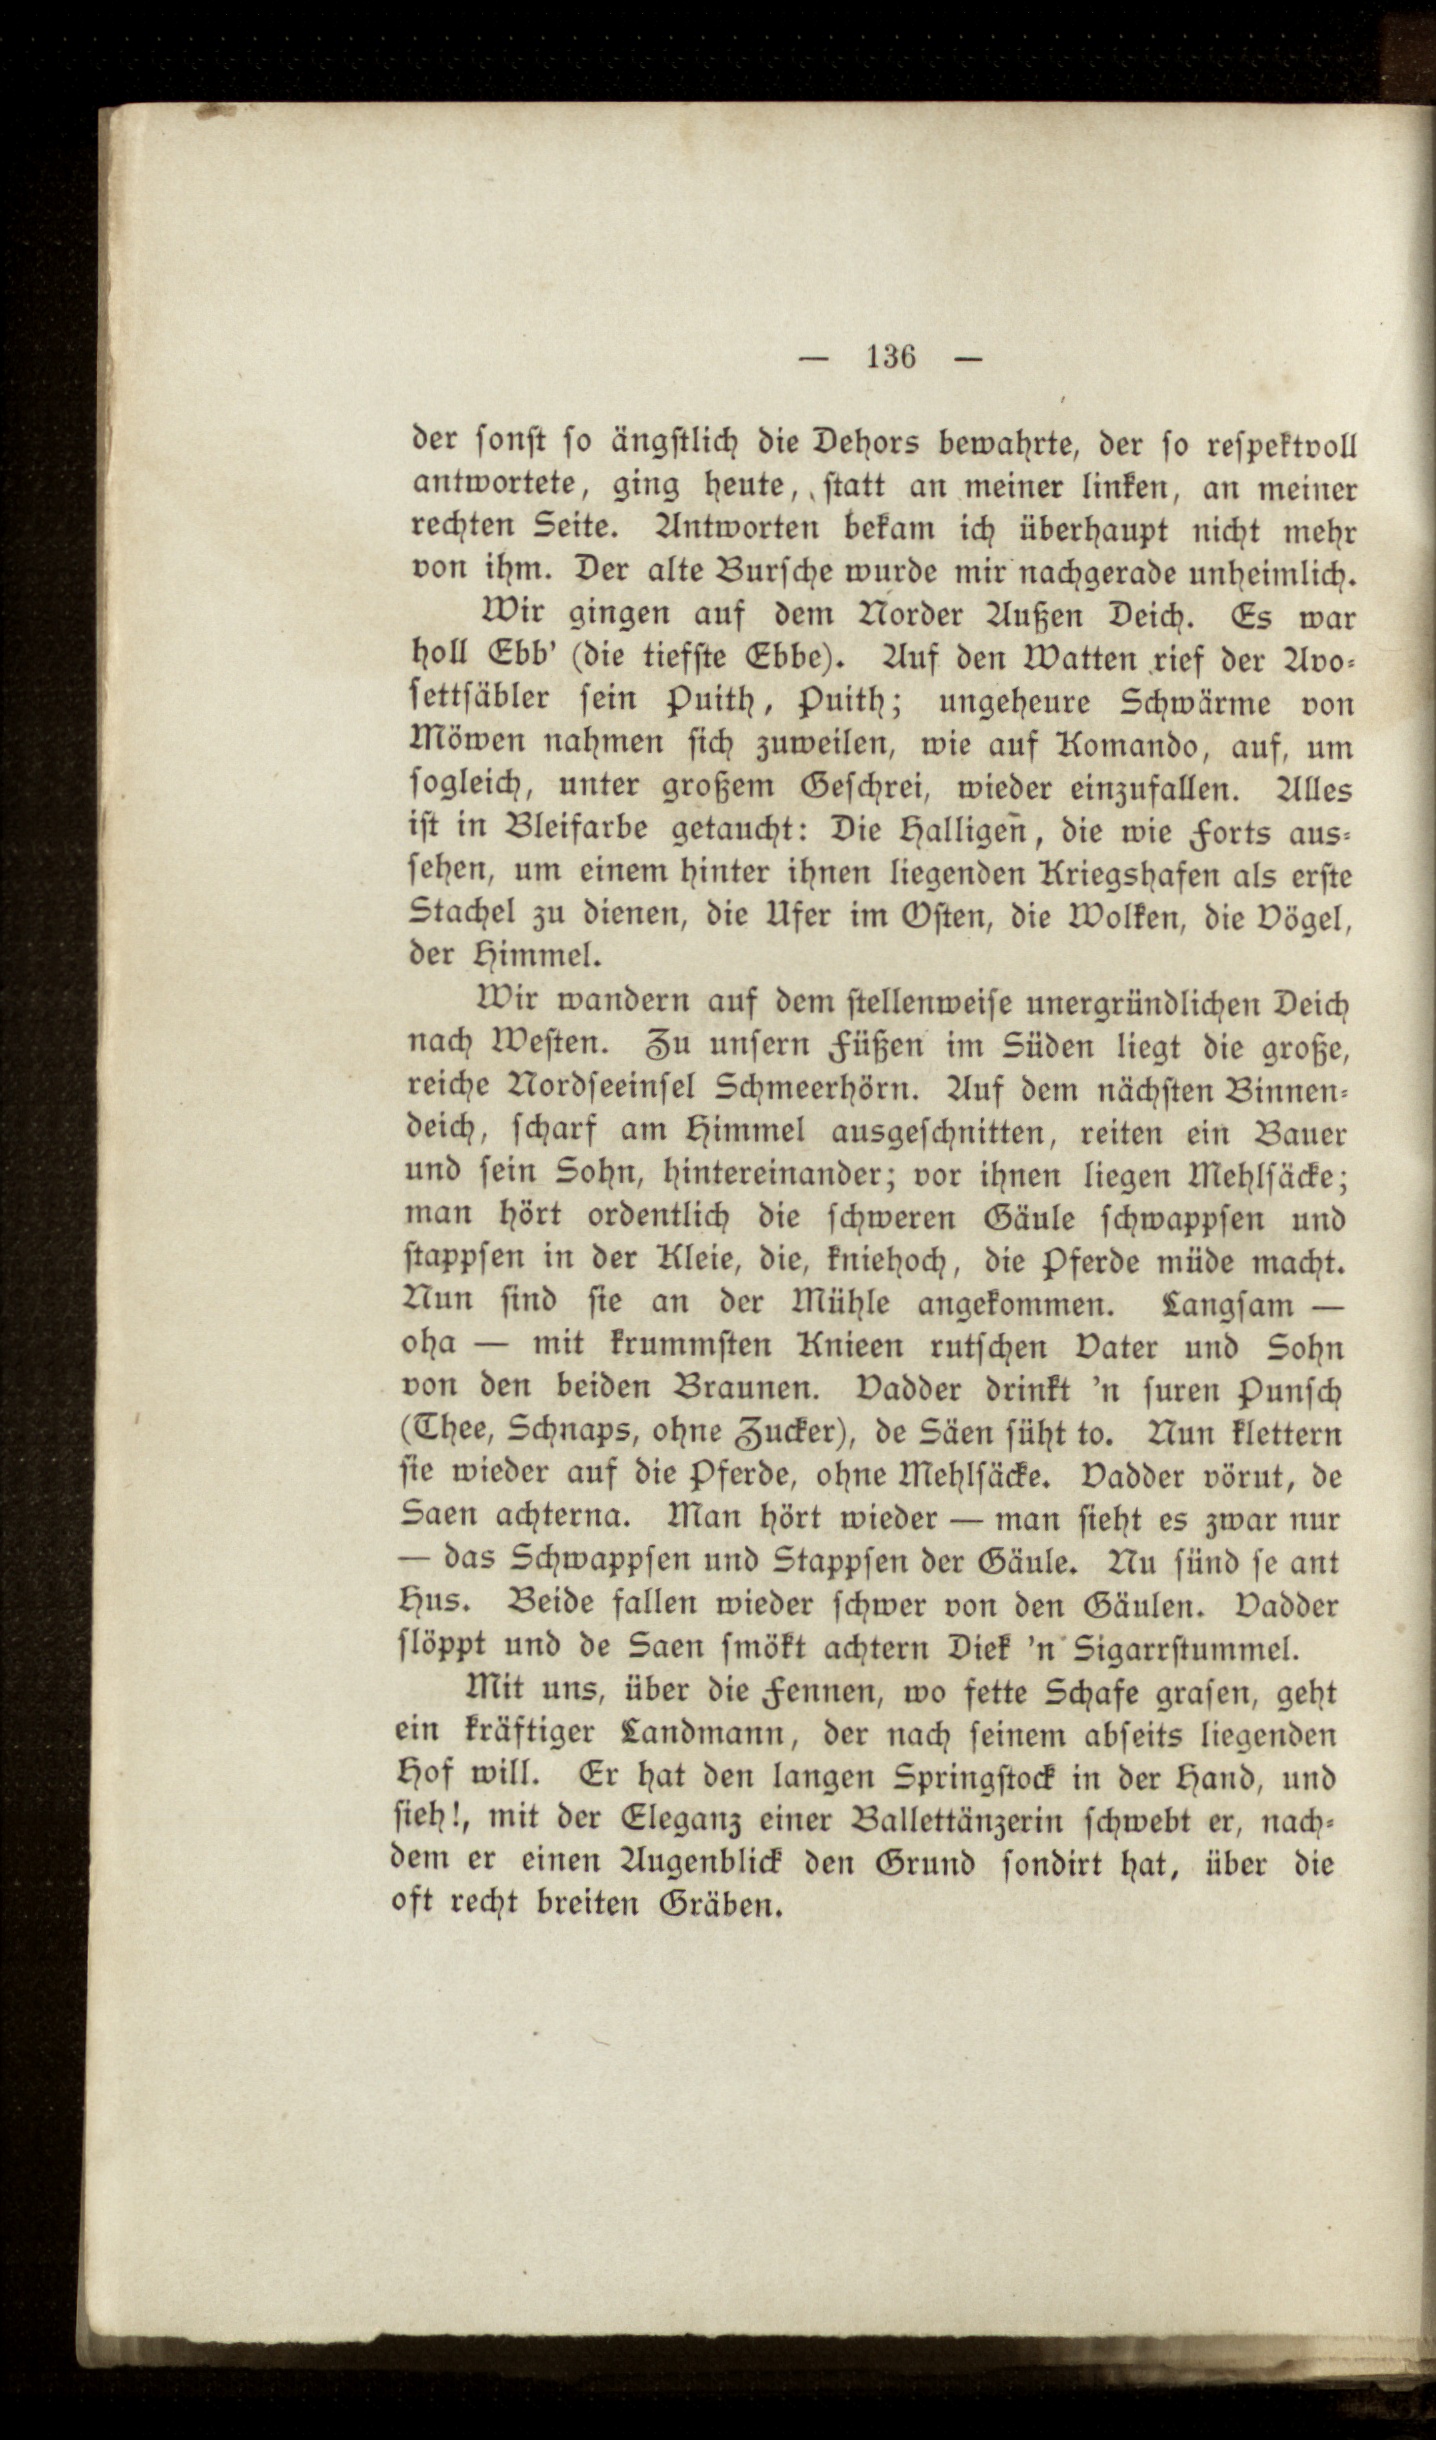 — 136 —
der sonst so ängstlich die Dehors bewahrte, der so respektvoll
antwortete, ging heute, statt an meiner linken, an meiner
rechten Seite. Antworten bekam ich überhaupt nicht mehr
von ihm. Der alte Bursche wurde mir nachgerade unheimlich.
Wir gingen auf dem Norder Außen Deich. Es war
holl Ebb' (die tiefste Ebbe). Auf den Watten rief der Avo-
settsäbler sein Puith, Puith; ungeheure Schwärme von
Möwen nahmen sich zuweilen, wie auf Komando, auf, um
sogleich, unter großem Geschrei, wieder einzufallen. Alles
ist in Bleifarbe getaucht: Die Halligen̄, die wie Forts aus-
sehen, um einem hinter ihnen liegenden Kriegshafen als erste
Stachel zu dienen, die Ufer im Osten, die Wolken, die Vögel,
der Himmel.
Wir wandern auf dem stellenweise unergründlichen Deich
nach Westen. Zu unsern Füßen im Süden liegt die große,
reiche Nordseeinsel Schmeerhörn. Auf dem nächsten Binnen-
deich, scharf am Himmel ausgeschnitten, reiten ein Bauer
und sein Sohn, hintereinander; vor ihnen liegen Mehlsäcke;
man hört ordentlich die schweren Gäule schwappsen und
stappsen in der Kleie, die, kniehoch, die Pferde müde macht.
Nun sind sie an der Mühle angekommen. Langsam —
oha — mit krummsten Knieen rutschen Vater und Sohn
von den beiden Braunen. Vadder drinkt 'n suren Punsch
(Thee, Schnaps, ohne Zucker), de Säen süht to. Nun klettern
sie wieder auf die Pferde, ohne Mehlsäcke. Vadder vörut, de
Saen achterna. Man hört wieder — man sieht es zwar nur
— das Schwappsen und Stappsen der Gäule. Nu sünd se ant
Hus. Beide fallen wieder schwer von den Gäulen. Vadder
slöppt und de Saen smökt achtern Diek 'n Sigarrstummel.
Mit uns, über die Fennen, wo fette Schafe grasen, geht
ein kräftiger Landmann, der nach seinem abseits liegenden
Hof will. Er hat den langen Springstock in der Hand, und
sieh!, mit der Eleganz einer Ballettänzerin schwebt er, nach-
dem er einen Augenblick den Grund sondirt hat, über die
oft recht breiten Gräben.